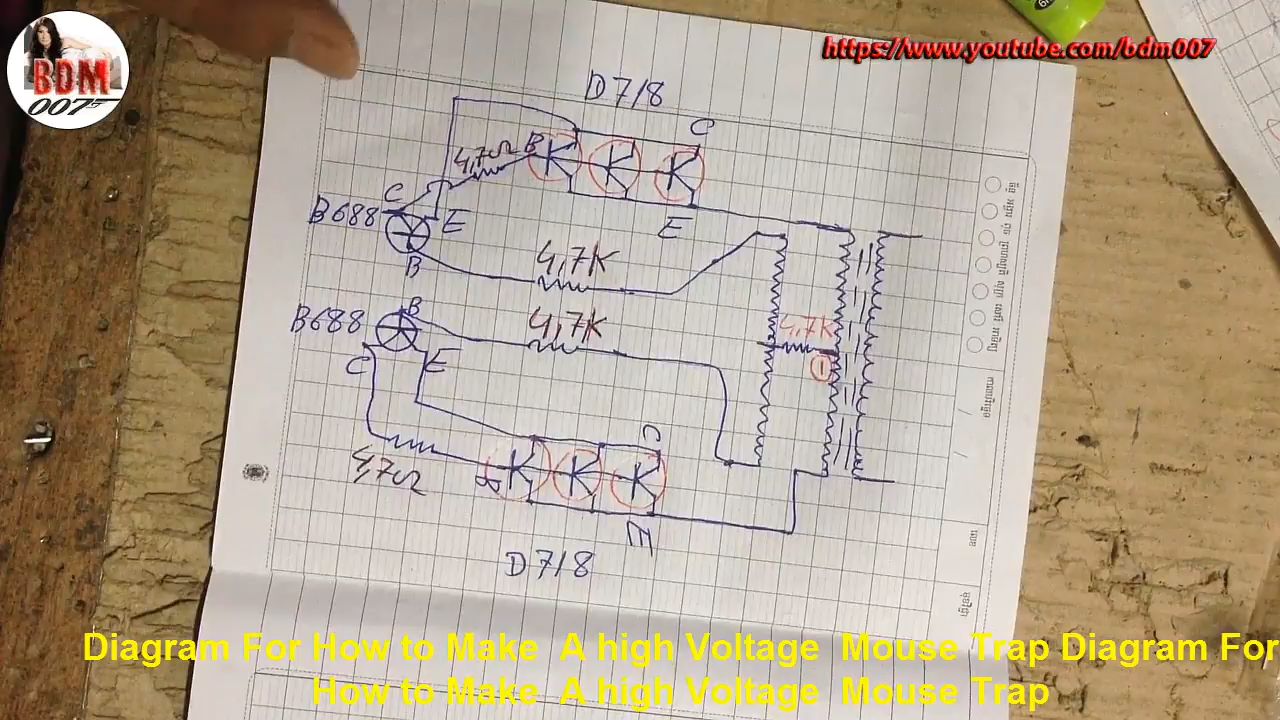 BDM
007
https://www.youtube.com/bdm007
D718
C
4,7Ω
B
C
B688
E
E
B
4,7K
B688
B
4,7K
4,7K
C
E
C
4,7Ω
B
E
D718
Diagram For How to Make A high Voltage Mouse Trap Diagram For
How to Make A high Voltage Mouse Trap